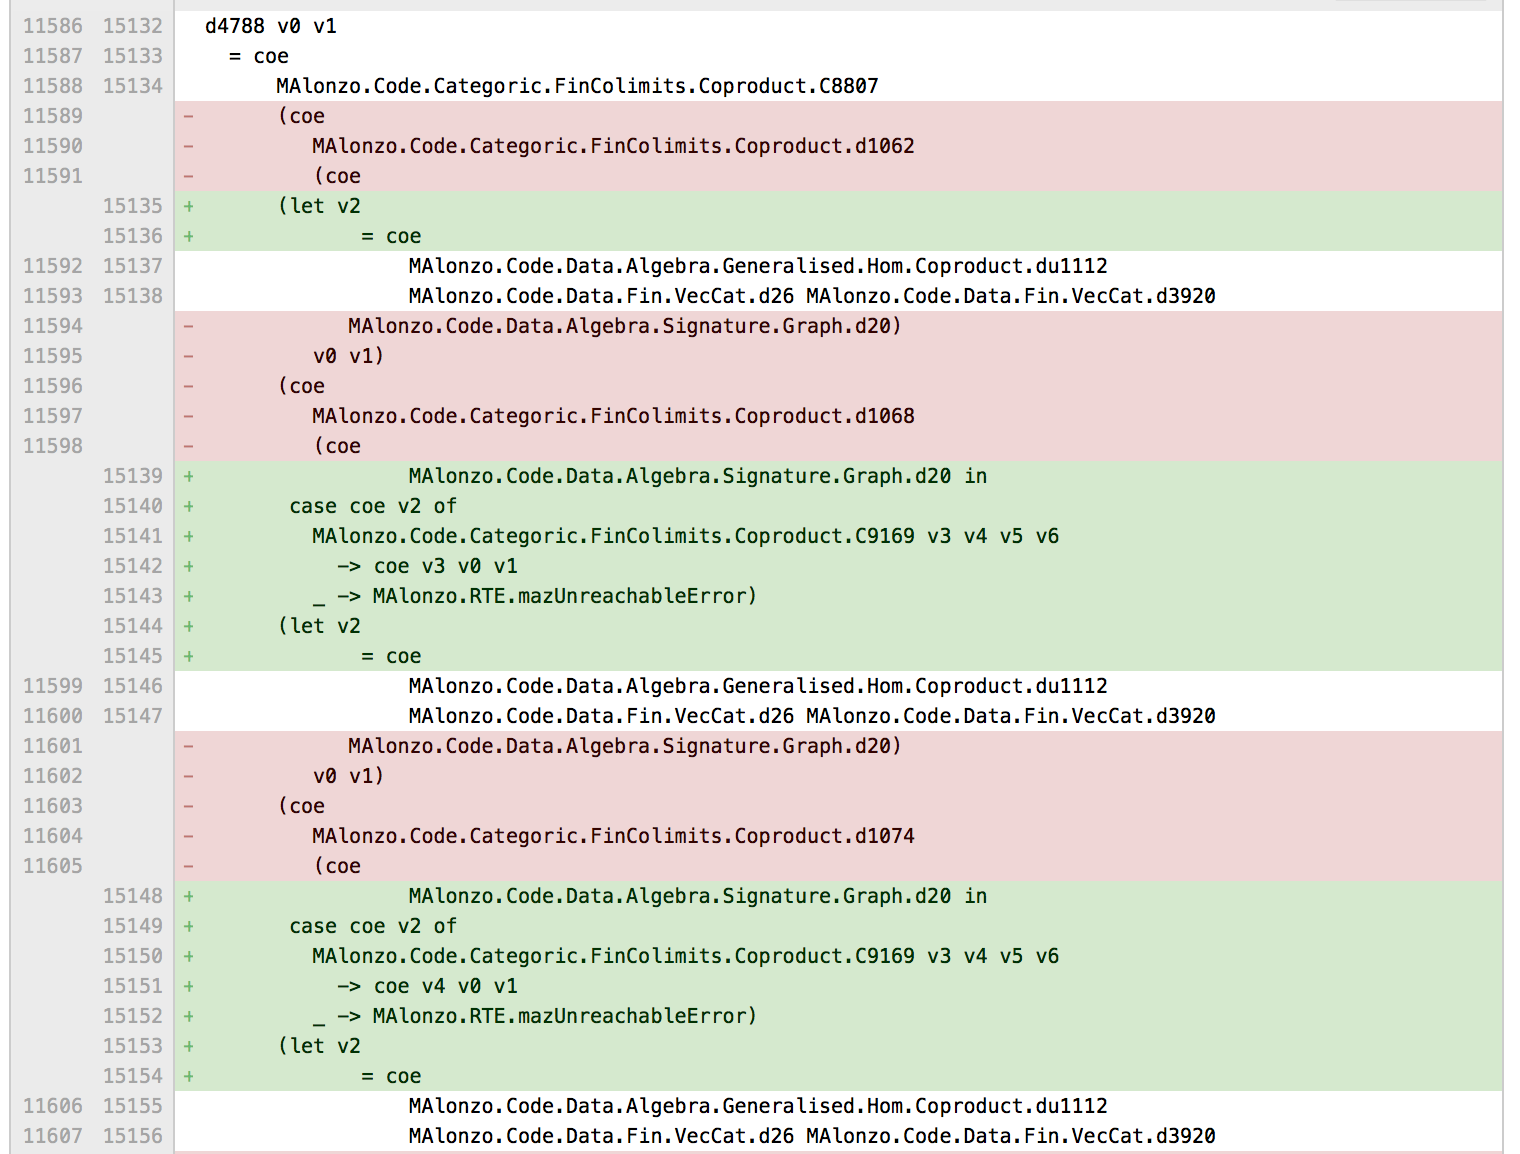 11586 15132 d4788 v0 v1
11587 15133 = coe
11588 15134 MAlonzo.Code.Categoric.FinColimits.Coproduct.C8807
11589 - (coe
11590 - MAlonzo.Code.Categoric.FinColimits.Coproduct.d1062
11591 - (coe
15135 + (let v2
15136 + = coe
11592 15137 MAlonzo.Code.Data.Algebra.Generalised.Hom.Coproduct.du1112
11593 15138 MAlonzo.Code.Data.Fin.VecCat.d26 MAlonzo.Code.Data.Fin.VecCat.d3920
11594 - MAlonzo.Code.Data.Algebra.Signature.Graph.d20)
11595 - v0 v1)
11596 - (coe
11597 - MAlonzo.Code.Categoric.FinColimits.Coproduct.d1068
11598 - (coe
15139 + MAlonzo.Code.Data.Algebra.Signature.Graph.d20 in
15140 + case coe v2 of
15141 + MAlonzo.Code.Categoric.FinColimits.Coproduct.C9169 v3 v4 v5 v6
15142 + -> coe v3 v0 v1
15143 + _ -> MAlonzo.RTE.mazUnreachableError)
15144 + (let v2
15145 + = coe
11599 15146 MAlonzo.Code.Data.Algebra.Generalised.Hom.Coproduct.du1112
11600 15147 MAlonzo.Code.Data.Fin.VecCat.d26 MAlonzo.Code.Data.Fin.VecCat.d3920
11601 - MAlonzo.Code.Data.Algebra.Signature.Graph.d20)
11602 - v0 v1)
11603 - (coe
11604 - MAlonzo.Code.Categoric.FinColimits.Coproduct.d1074
11605 - (coe
15148 + MAlonzo.Code.Data.Algebra.Signature.Graph.d20 in
15149 + case coe v2 of
15150 + MAlonzo.Code.Categoric.FinColimits.Coproduct.C9169 v3 v4 v5 v6
15151 + -> coe v4 v0 v1
15152 + _ -> MAlonzo.RTE.mazUnreachableError)
15153 + (let v2
15154 + = coe
11606 15155 MAlonzo.Code.Data.Algebra.Generalised.Hom.Coproduct.du1112
11607 15156 MAlonzo.Code.Data.Fin.VecCat.d26 MAlonzo.Code.Data.Fin.VecCat.d3920